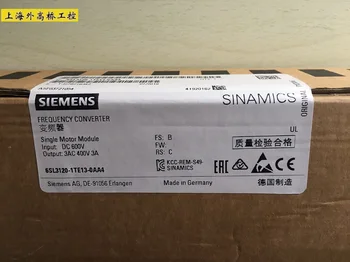 上海外高桥工控
SIEMENS
SINAMICS
FREQUENCY CONVERTER
变频器
Single Motor Module
Input: DC 600V
Output: 3AC 400V 3A
FS: B
FW:
RS: C
UL
质量检验合格
KCC-REM-S49
SINAMICS
6SL3120-1TE13-0AA4
Siemens AG, DE-91056 Erlangen
Made in Germany
德国制造
ORIGINAL